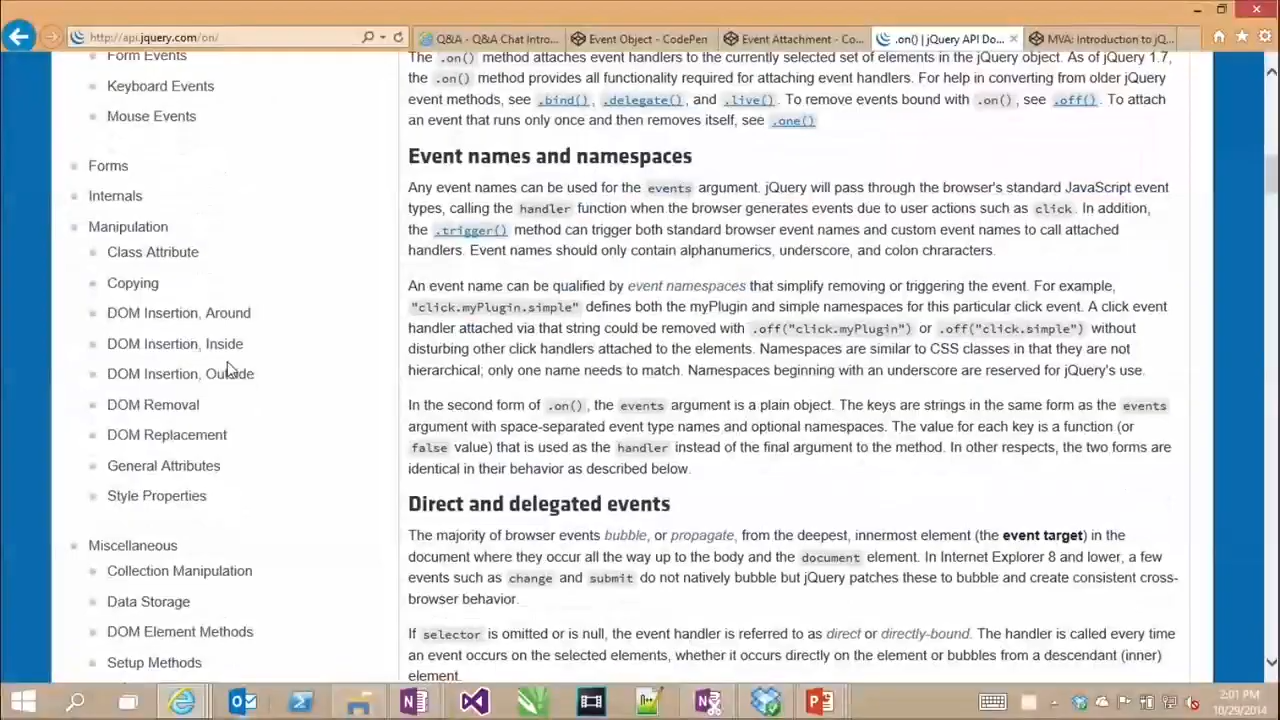 http://api.jquery.com/on/
Q&A - Q&A Chat Intro...
Event Object - CodePen
Event Attachment - Co...
.on() | jQuery API Do...
MVA: Introduction to jQ...
Form Events
Keyboard Events
Mouse Events
Forms
Internals
Manipulation
Class Attribute
Copying
DOM Insertion, Around
DOM Insertion, Inside
DOM Insertion, Outside
DOM Removal
DOM Replacement
General Attributes
Style Properties
Miscellaneous
Collection Manipulation
Data Storage
DOM Element Methods
Setup Methods
The .on() method attaches event handlers to the currently selected set of elements in the jQuery object. As of jQuery 1.7,
the .on() method provides all functionality required for attaching event handlers. For help in converting from older jQuery
event methods, see .bind(), .delegate(), and .live(). To remove events bound with .on(), see .off(). To attach
an event that runs only once and then removes itself, see .one()
Event names and namespaces
Any event names can be used for the events argument. jQuery will pass through the browser's standard JavaScript event
types, calling the handler function when the browser generates events due to user actions such as click. In addition,
the .trigger() method can trigger both standard browser event names and custom event names to call attached
handlers. Event names should only contain alphanumerics, underscore, and colon chraracters.
An event name can be qualified by event namespaces that simplify removing or triggering the event. For example,
"click.myPlugin.simple" defines both the myPlugin and simple namespaces for this particular click event. A click event
handler attached via that string could be removed with .off("click.myPlugin") or .off("click.simple") without
disturbing other click handlers attached to the elements. Namespaces are similar to CSS classes in that they are not
hierarchical; only one name needs to match. Namespaces beginning with an underscore are reserved for jQuery's use.
In the second form of .on(), the events argument is a plain object. The keys are strings in the same form as the events
argument with space-separated event type names and optional namespaces. The value for each key is a function (or
false value) that is used as the handler instead of the final argument to the method. In other respects, the two forms are
identical in their behavior as described below.
Direct and delegated events
The majority of browser events bubble, or propagate, from the deepest, innermost element (the event target) in the
document where they occur all the way up to the body and the document element. In Internet Explorer 8 and lower, a few
events such as change and submit do not natively bubble but jQuery patches these to bubble and create consistent cross-
browser behavior.
If selector is omitted or is null, the event handler is referred to as direct or directly-bound. The handler is called every time
an event occurs on the selected elements, whether it occurs directly on the element or bubbles from a descendant (inner)
element.
2:01 PM
10/29/2014